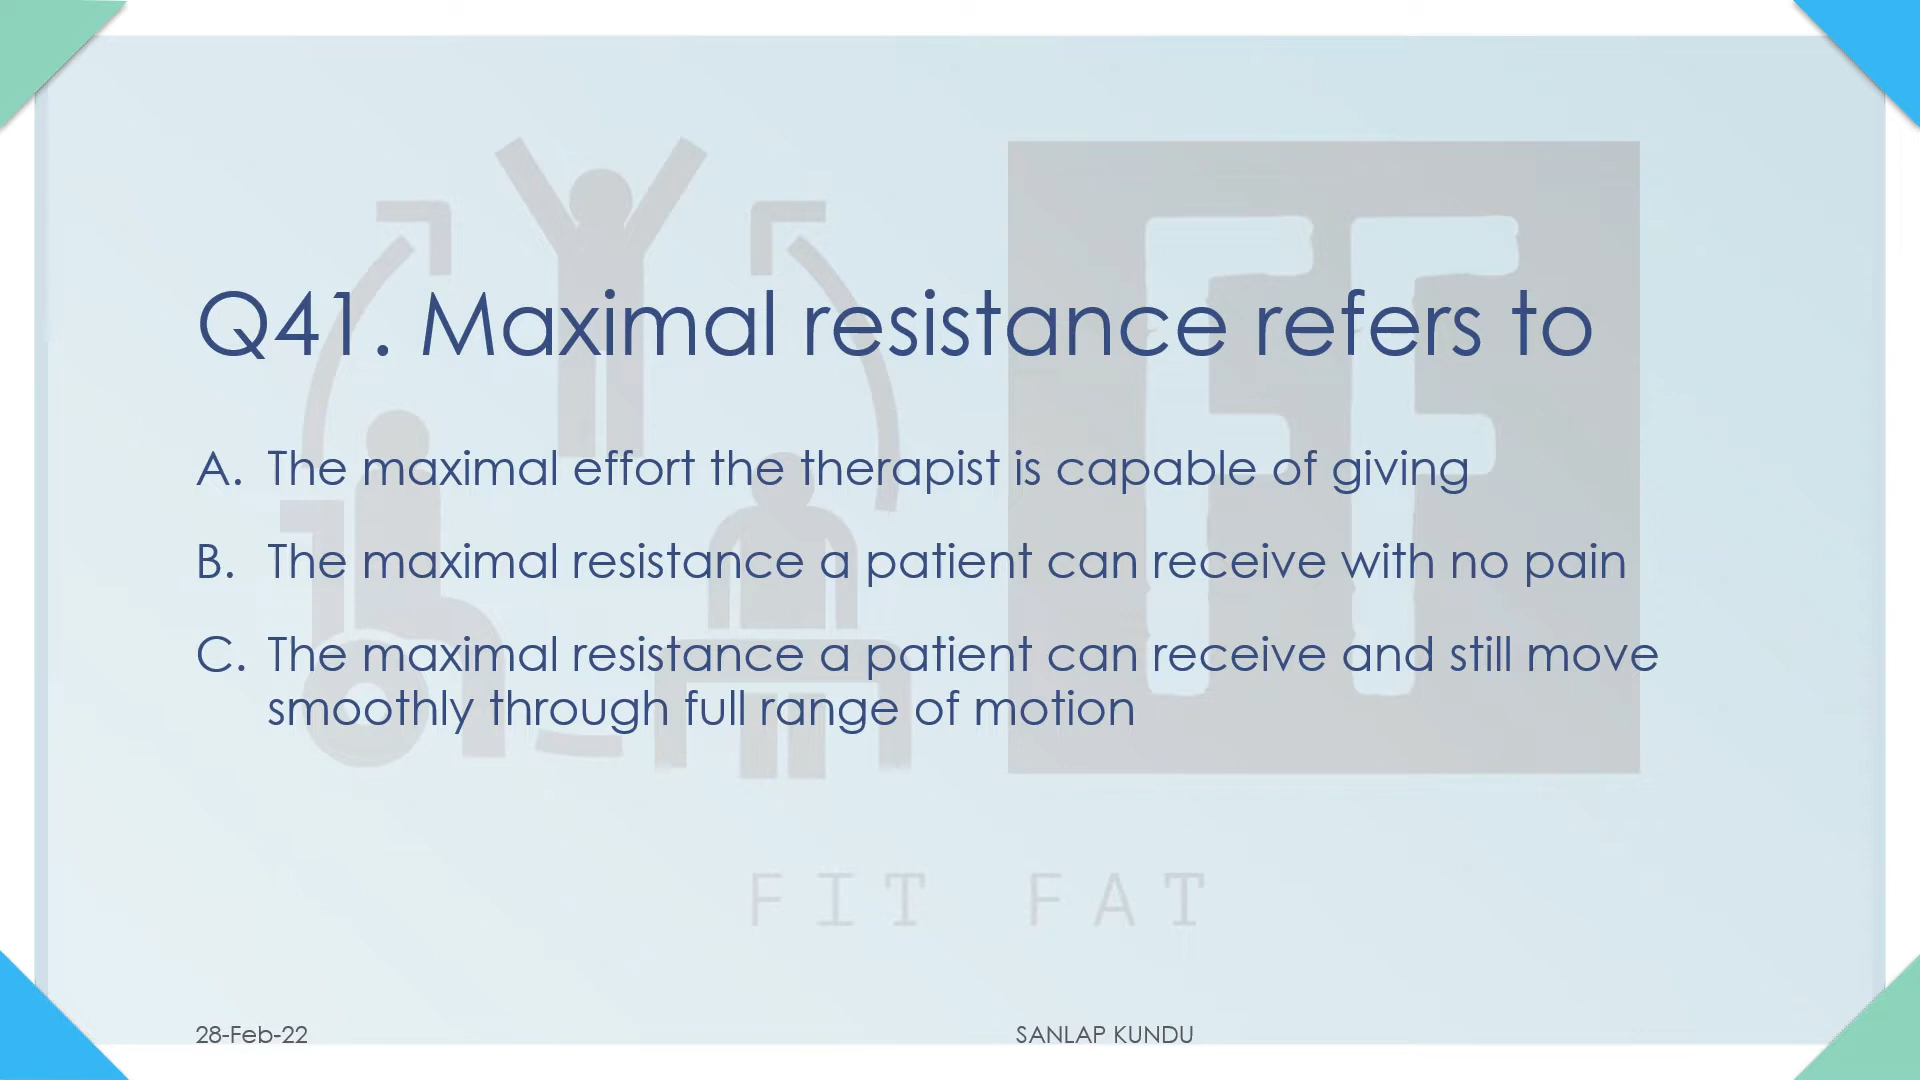 Q41. Maximal resistance refers to
A. The maximal effort the therapist is capable of giving
B. The maximal resistance a patient can receive with no pain
C. The maximal resistance a patient can receive and still move
smoothly through full range of motion
FF
FIT FAT
28-Feb-22
SANLAP KUNDU